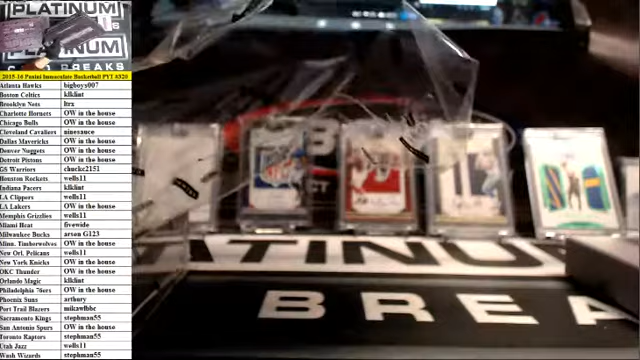 PLATINUM
PLATINUM
BREAKS
2015-16 Panini Immaculate Basketball PYT #320
Atlanta Hawks bigboys007
Boston Celtics klklint
Brooklyn Nets ltrz
Charlotte Hornets OW in the house
Chicago Bulls OW in the house
Cleveland Cavaliers ninesauce
Dallas Mavericks OW in the house
Denver Nuggets OW in the house
Detroit Pistons OW in the house
GS Warriors chuckc2151
Houston Rockets wells11
Indiana Pacers klklint
LA Clippers wells11
LA Lakers OW in the house
Memphis Grizzlies wells11
Miami Heat fivewide
Milwaukee Bucks arson G123
Minn. Timberwolves OW in the house
New Orl. Pelicans wells11
New York Knicks OW in the house
OKC Thunder OW in the house
Orlando Magic klklint
Philadelphia 76ers OW in the house
Phoenix Suns arthury
Port Trail Blazers mikawlbbc
Sacramento Kings stephman55
San Antonio Spurs OW in the house
Toronto Raptors stephman55
Utah Jazz wells11
Wash Wizards stephman55
ATINU
BREA